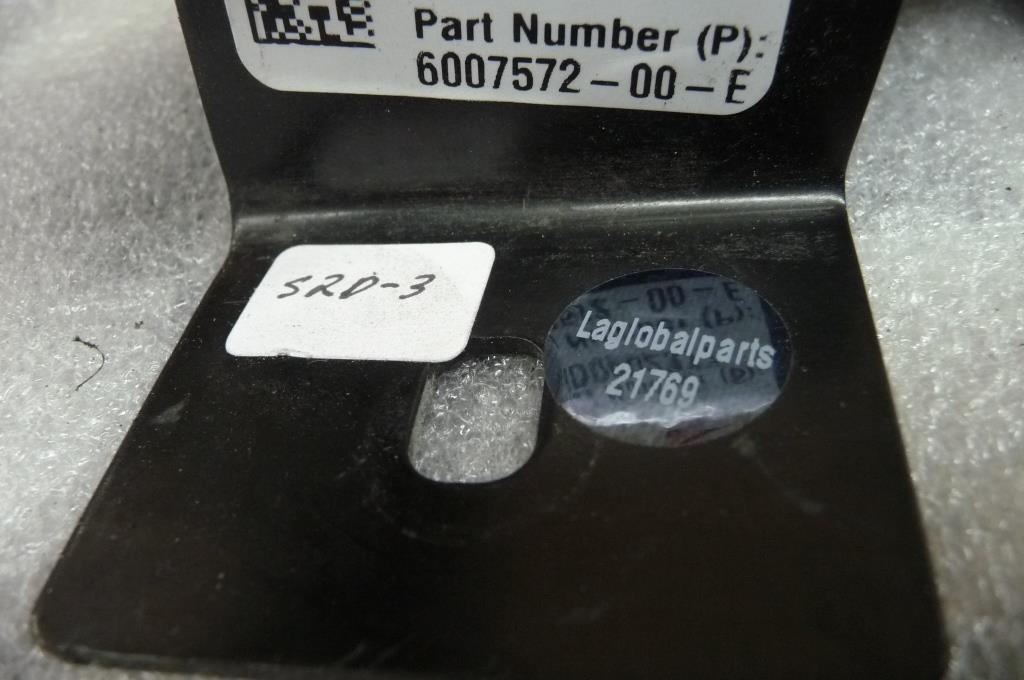 Part Number (P):
6007572-00-E
S2D-3
Laglobalparts
21769